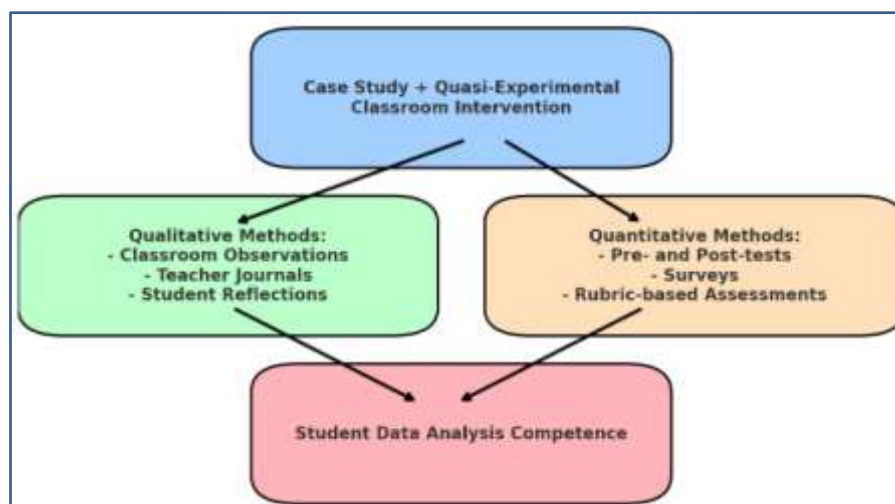 Case Study + Quasi-Experimental
Classroom Intervention
Qualitative Methods:
- Classroom Observations
- Teacher Journals
- Student Reflections
Quantitative Methods:
- Pre- and Post-tests
- Surveys
- Rubric-based Assessments
Student Data Analysis Competence